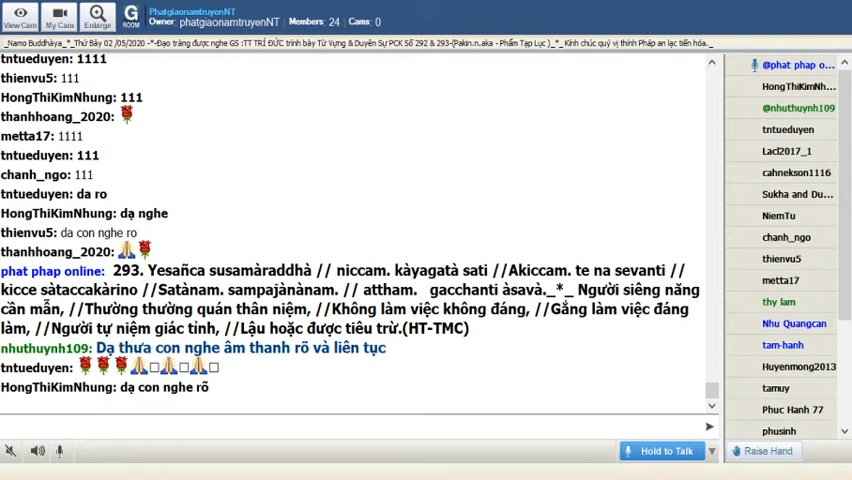 PhatgiaonamtruyenNT
Owner: phatgiaonamtruyenNT Members: 24 Cams: 0
View Cam My Cam Enlarge G ROOM
_Namo Buddhàya_*_Thứ Bảy 02 /05/2020 -*-Đạo tràng được nghe GS :TT TRÍ ĐỨC trình bày Từ Vựng & Duyên Sự PCK Số 292 & 293-(Pakin.n.aka - Phẩm Tạp Lục )_*_ Kính chúc quý vị thính Pháp an lạc tiến hóa._
tntueduyen: 1111
thienvu5: 111
HongThiKimNhung: 111
thanhhoang_2020:
metta17: 1111
tntueduyen: 111
chanh_ngo: 111
tntueduyen: da ro
HongThiKimNhung: dạ nghe
thienvu5: da con nghe ro
thanhhoang_2020:
phat phap online: 293. Yesañca susamàraddhà // niccam. kàyagatà sati //Akiccam. te na sevanti //
kicce sàtaccakàrino //Satànam. sampajànànam. // attham. gacchanti àsavà._*_ Người siêng năng
cần mẫn, //Thường thường quán thân niệm, //Không làm việc không đáng, //Gắng làm việc đáng
làm, //Người tự niệm giác tỉnh, //Lậu hoặc được tiêu trừ.(HT-TMC)
nhuthuynh109: Dạ thưa con nghe âm thanh rõ và liên tục
tntueduyen:
HongThiKimNhung: dạ con nghe rõ
@phat phap o...
HongThiKimNh...
@nhuthuynh109
tntueduyen
Lacl2017_1
cahnekson1116
Sukha and Du...
NiemTu
chanh_ngo
thienvu5
metta17
thy lam
Nhu Quangcan
tam-hanh
Huyenmong2013
tamuy
Phuc Hanh 77
phusinh
Hold to Talk
Raise Hand